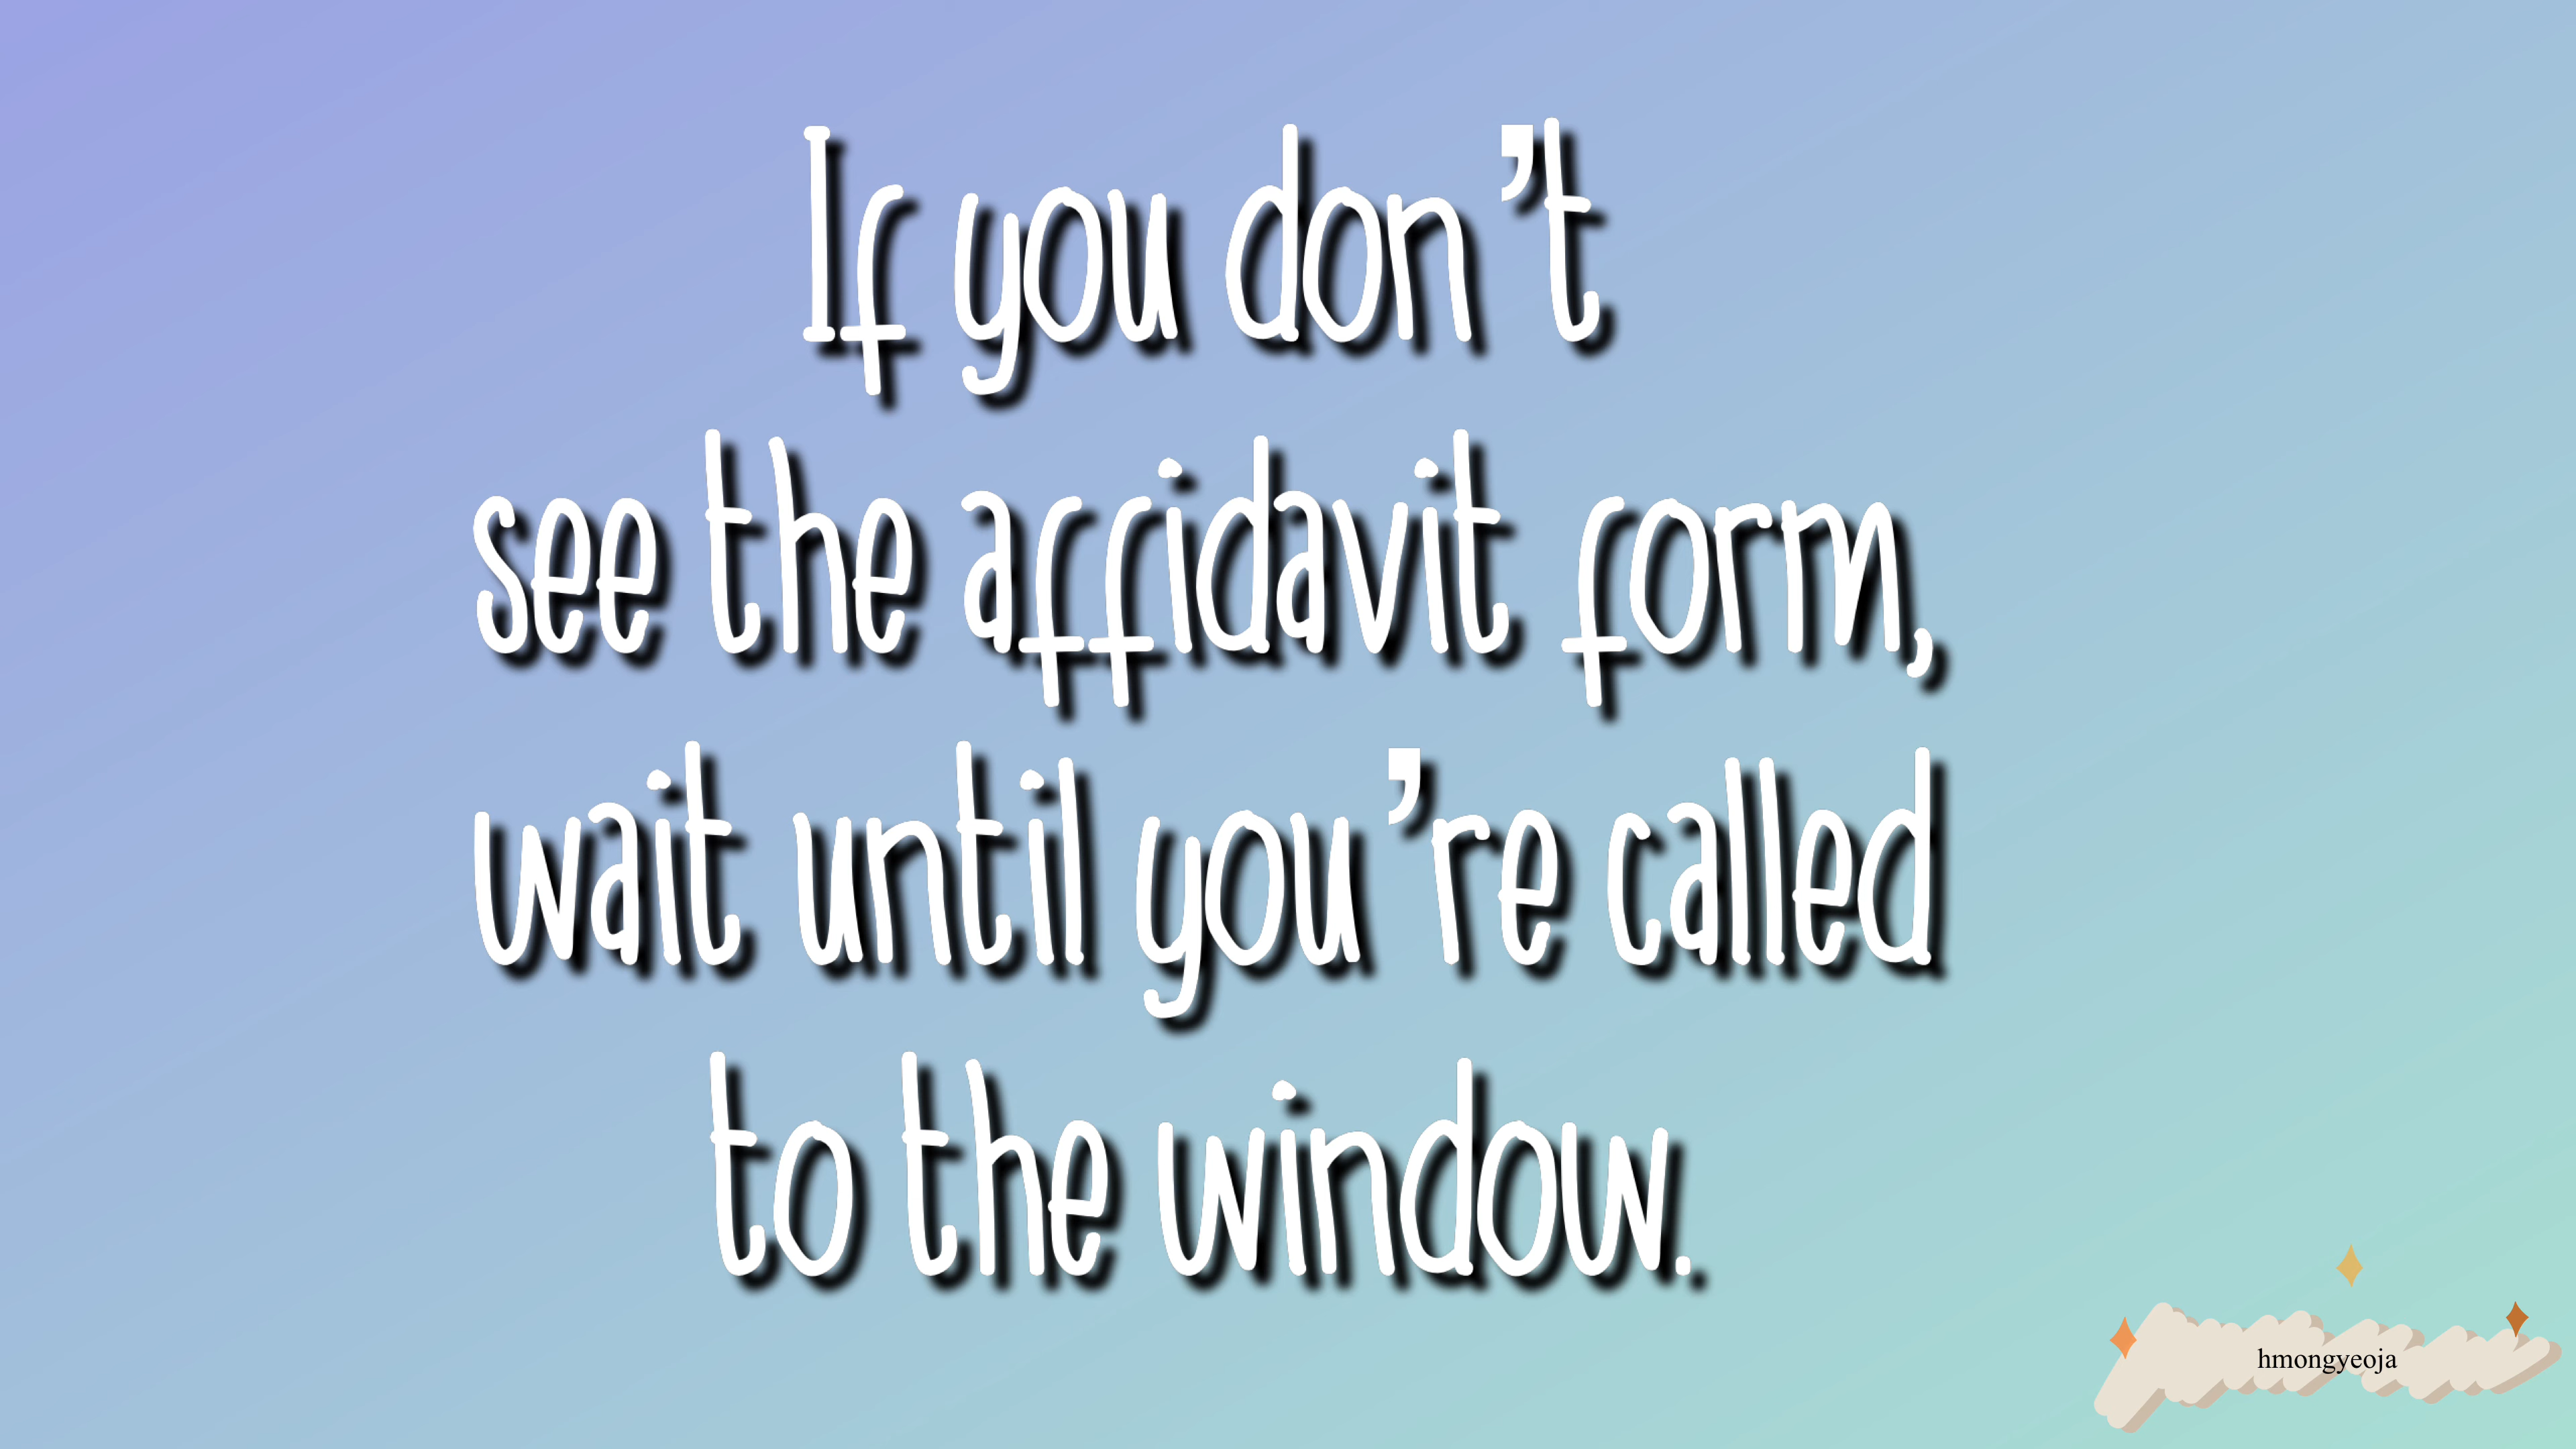 If you don’t
see the affidavit form,
wait until you’re called
to the window.
hmongyeoja